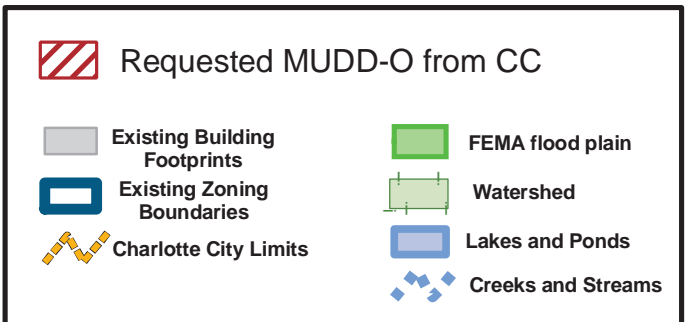 Requested MUDD-O from CC
Existing Building
Footprints
Existing Zoning
Boundaries
Charlotte City Limits
FEMA flood plain
Watershed
Lakes and Ponds
Creeks and Streams